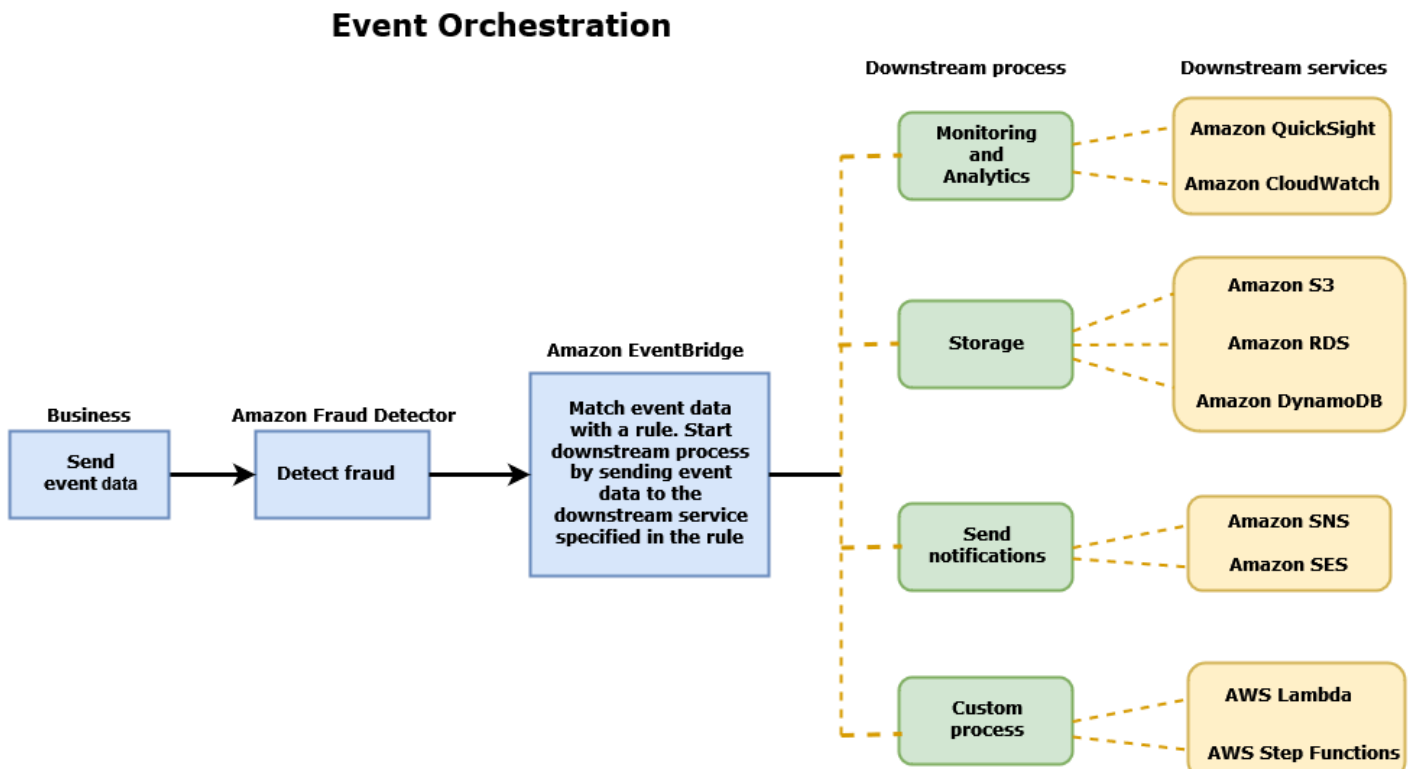 Event Orchestration
Downstream process
Downstream services
Monitoring
and
Analytics
Amazon QuickSight
Amazon CloudWatch
Storage
Amazon S3
Amazon RDS
Amazon DynamoDB
Business
Send
event data
Amazon Fraud Detector
Detect fraud
Amazon EventBridge
Match event data
with a rule. Start
downstream process
by sending event
data to the
downstream service
specified in the rule
Send
notifications
Amazon SNS
Amazon SES
Custom
process
AWS Lambda
AWS Step Functions